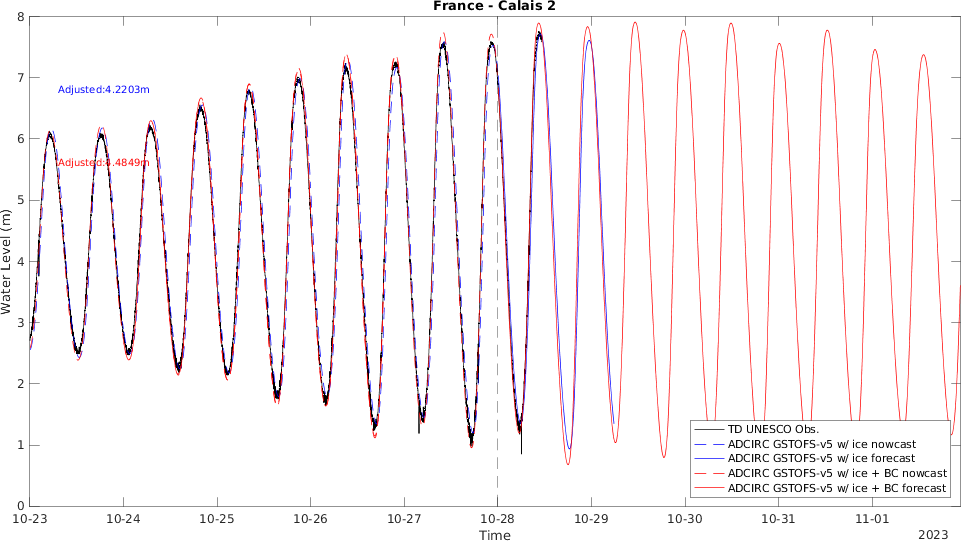 France - Calais 2
8
7
6
5
4
3
2
1
0
Water Level (m)
Adjusted:4.2203m
TD UNESCO Obs.
ADCIRC GSTOFS-v5 w/ ice nowcast
ADCIRC GSTOFS-v5 w/ ice forecast
ADCIRC GSTOFS-v5 w/ ice + BC nowcast
ADCIRC GSTOFS-v5 w/ ice + BC forecast
10-23 10-24 10-25 10-26 10-27 10-28 10-29 10-30 10-31 11-01
Time
2023